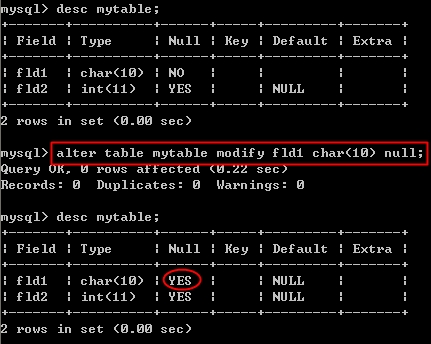 mysql> desc mytable;
+-------+----------+------+-----+---------+-------+
| Field | Type     | Null | Key | Default | Extra |
+-------+----------+------+-----+---------+-------+
| fld1  | char(10) | NO   |     |         |       |
| fld2  | int(11)  | YES  |     | NULL    |       |
+-------+----------+------+-----+---------+-------+
2 rows in set (0.00 sec)
mysql> alter table mytable modify fld1 char(10) null;
Query OK, 0 rows affected (0.22 sec)
Records: 0  Duplicates: 0  Warnings: 0
mysql> desc mytable;
+-------+----------+------+-----+---------+-------+
| Field | Type     | Null | Key | Default | Extra |
+-------+----------+------+-----+---------+-------+
| fld1  | char(10) | YES  |     | NULL    |       |
| fld2  | int(11)  | YES  |     | NULL    |       |
+-------+----------+------+-----+---------+-------+
2 rows in set (0.00 sec)